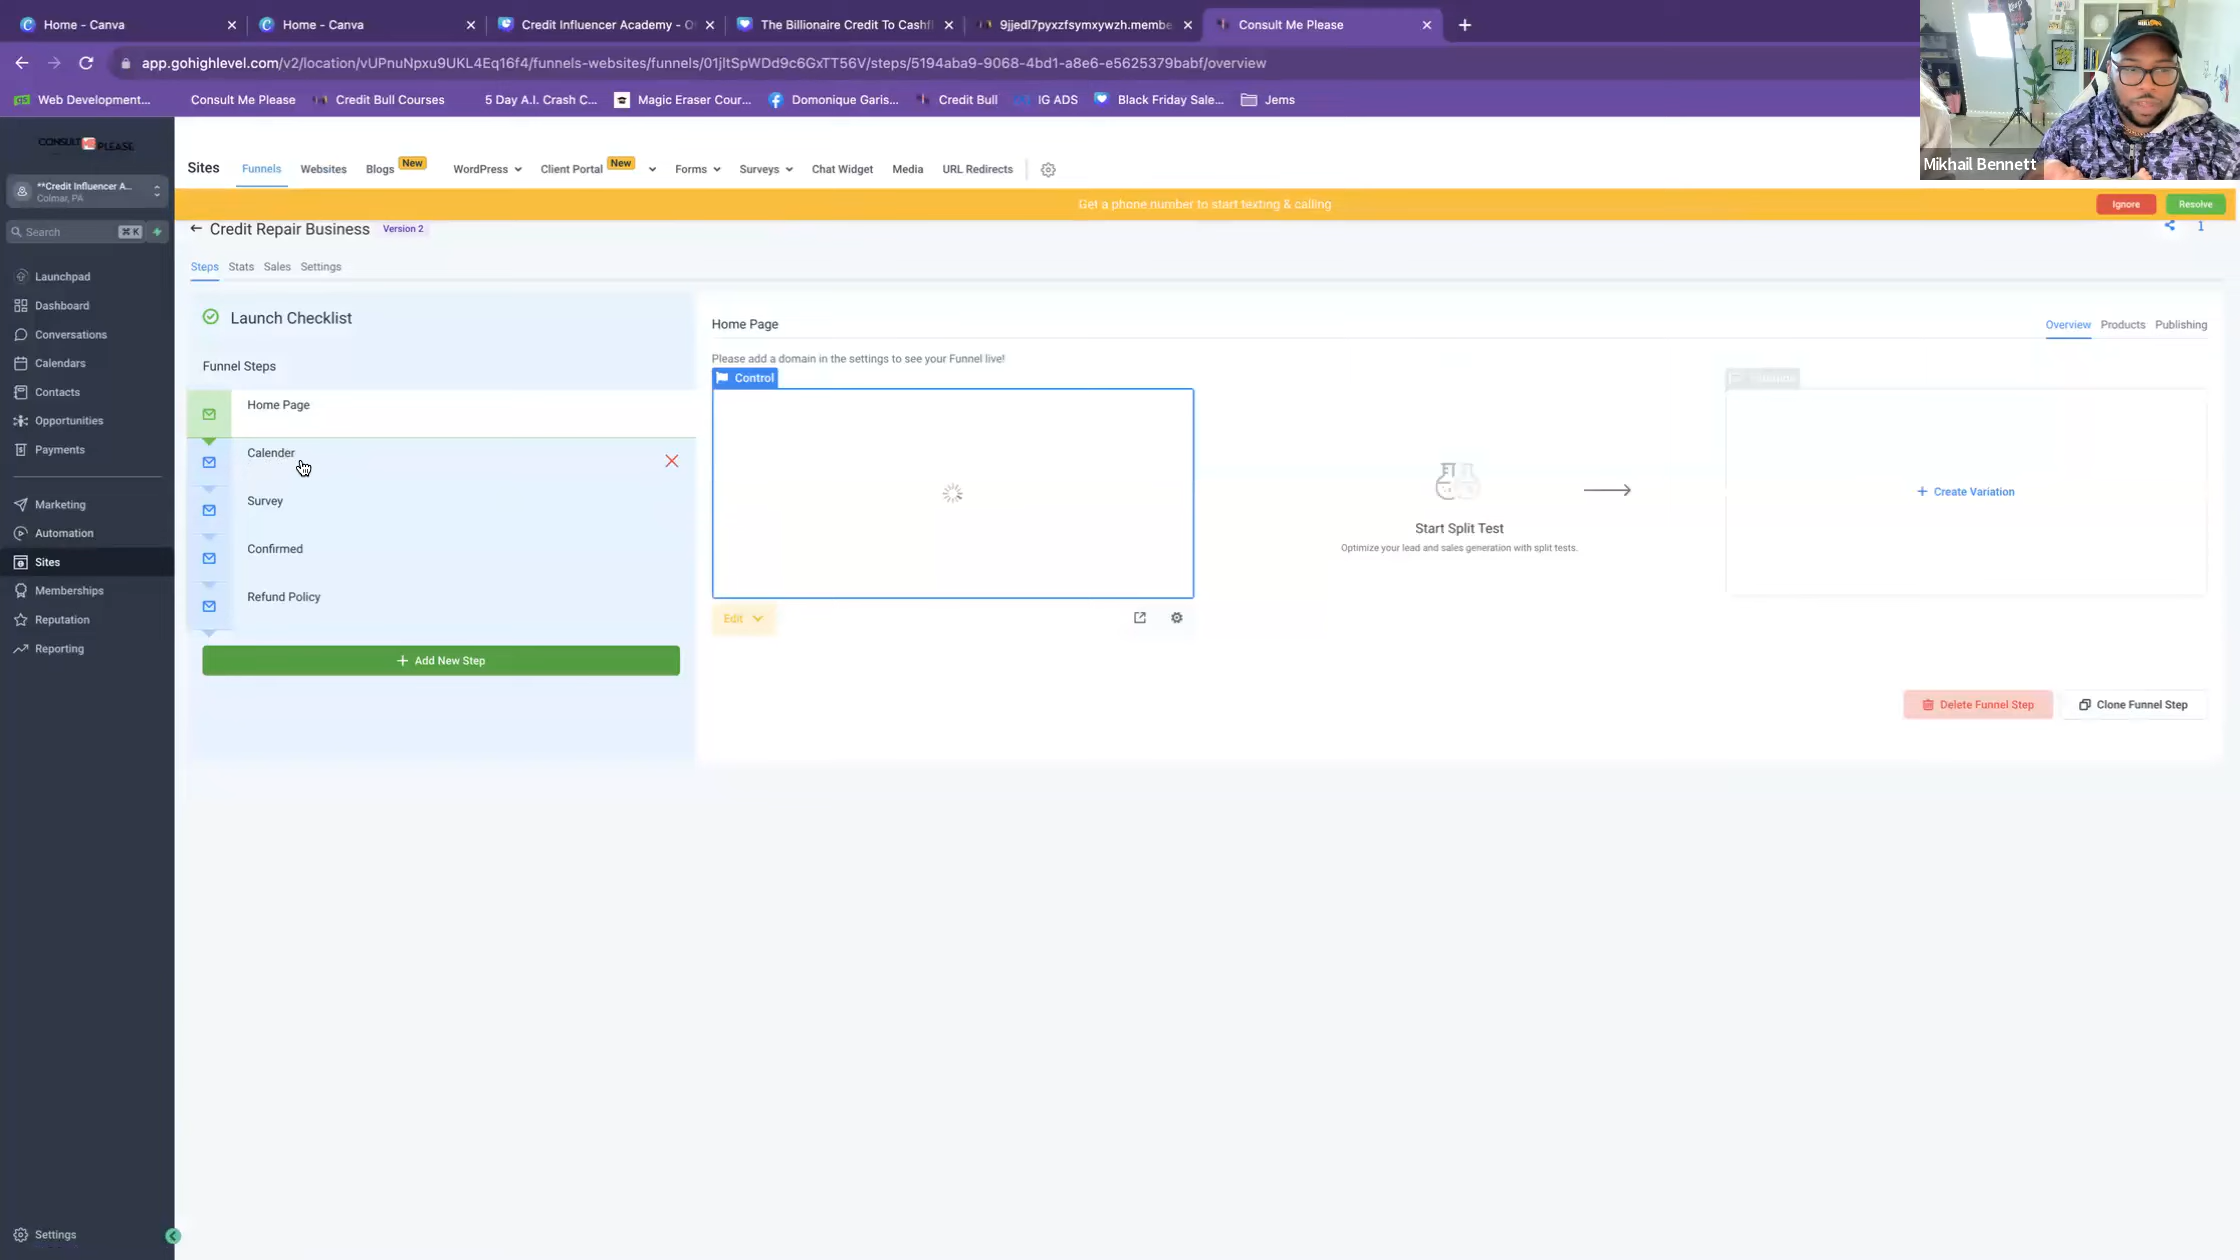 Home - Canva
Home - Canva
Credit Influencer Academy - O
The Billionaire Credit To Cashf
9jjedl7pyxzfsymxywzh.membe
Consult Me Please
app.gohighlevel.com/v2/location/vUPnuNpxu9UKL4Eq16f4/funnels-websites/funnels/01jltSpWDd9c6GxTT56V/steps/5194aba9-9068-4bd1-a8e6-e5625379babf/overview
Web Development...
Consult Me Please
Credit Bull Courses
5 Day A.I. Crash C...
Magic Eraser Cour...
Domonique Garis...
Credit Bull
IG ADS
Black Friday Sale...
Jems
Mikhail Bennett
CONSULT ME PLEASE
**Credit Influencer A...
Colmar, PA
Search
⌘ K
Launchpad
Dashboard
Conversations
Calendars
Contacts
Opportunities
Payments
Marketing
Automation
Sites
Memberships
Reputation
Reporting
Settings
Sites
Funnels
Websites
Blogs New
WordPress
Client Portal New
Forms
Surveys
Chat Widget
Media
URL Redirects
Get a phone number to start texting & calling
Ignore
Resolve
Credit Repair Business
Version 2
1
Steps
Stats
Sales
Settings
Launch Checklist
Funnel Steps
Home Page
Calender
Survey
Confirmed
Refund Policy
+ Add New Step
Home Page
Overview
Products
Publishing
Please add a domain in the settings to see your Funnel live!
Control
Edit
Start Split Test
Optimize your lead and sales generation with split tests.
+ Create Variation
Delete Funnel Step
Clone Funnel Step